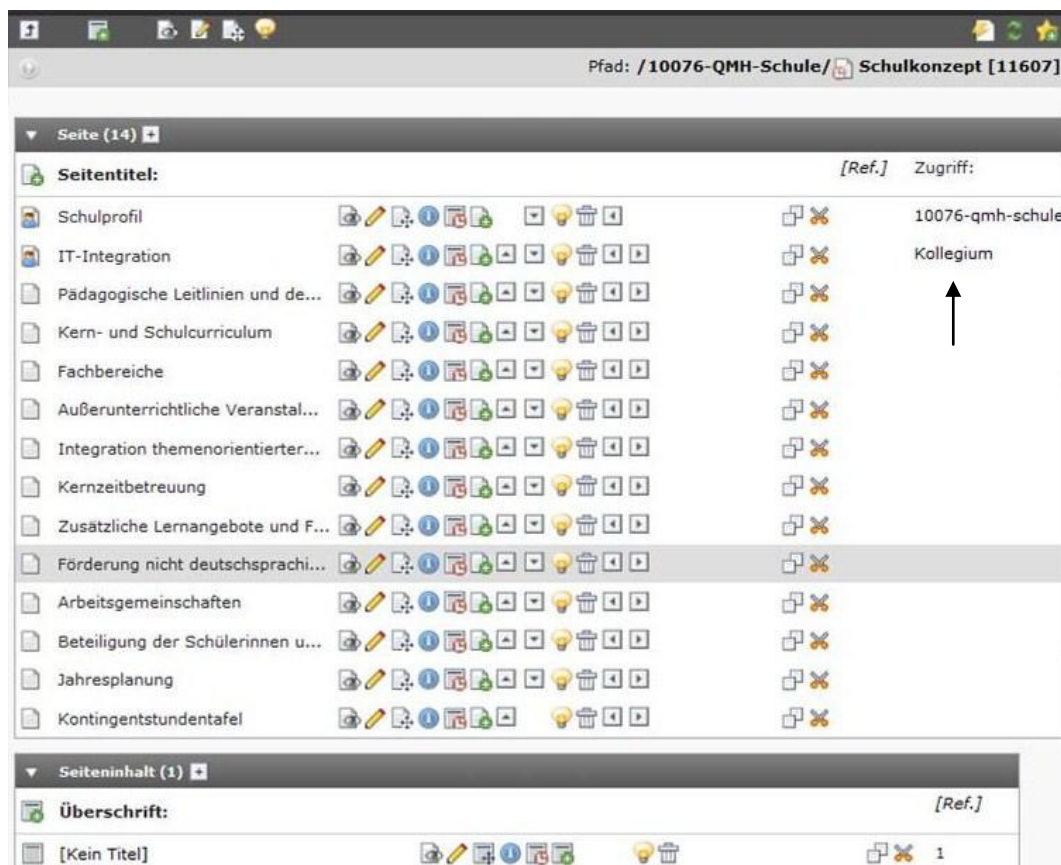 Pfad: /10076-QMH-Schule/ Schulkonzept [11607]
Seite (14)
Seitentitel: [Ref.] Zugriff:
Schulprofil 10076-qmh-schule
IT-Integration Kollegium
Pädagogische Leitlinien und de...
Kern- und Schulcurriculum
Fachbereiche
Außerunterrichtliche Veranstal...
Integration themenorientierter...
Kernzeitbetreuung
Zusätzliche Lernangebote und F...
Förderung nicht deutschsprachi...
Arbeitsgemeinschaften
Beteiligung der Schülerinnen u...
Jahresplanung
Kontingentstundentafel
Seiteninhalt (1)
Überschrift: [Ref.]
[Kein Titel] 1